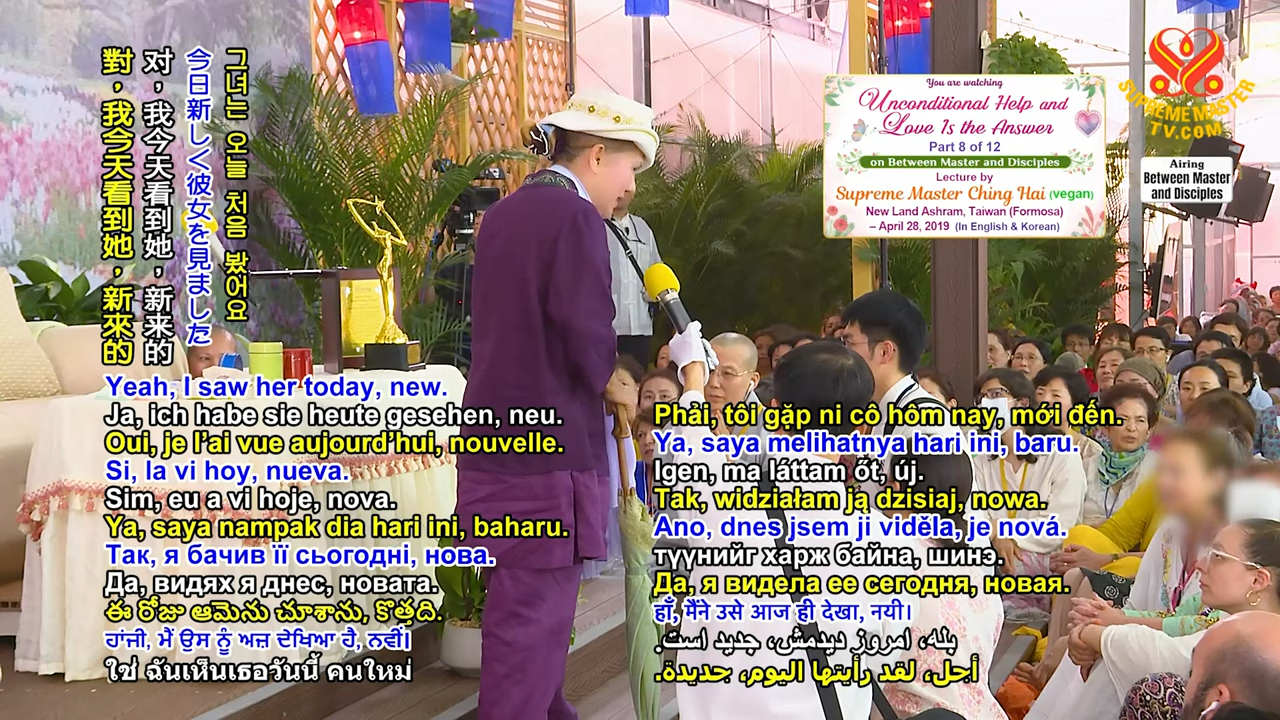 그녀는 오늘 처음 봤어요
今日新しく彼女を見ました
对，我今天看到她，新来的
對，我今天看到她，新來的
Yeah, I saw her today, new.
Ja, ich habe sie heute gesehen, neu.
Oui, je l’ai vue aujourd’hui, nouvelle.
Si, la vi hoy, nueva.
Sim, eu a vi hoje, nova.
Ya, saya nampak dia hari ini, baharu.
Так, я бачив її сьогодні, нова.
Да, видях я днес, новата.
ఈ రోజు ఆమెను చూశాను, కొత్తది.
ਹਾਂਜੀ, ਮੈਂ ਉਸ ਨੂੰ ਅਜ਼ ਦੇਖਿਆ ਹੈ, ਨਵੀਂ।
ใช่ ฉันเห็นเธอวันนี้ คนใหม่
Phải, tôi gặp ni cô hôm nay, mới đến.
Ya, saya melihatnya hari ini, baru.
Igen, ma láttam őt, új.
Tak, widziałam ją dzisiaj, nowa.
Ano, dnes jsem ji viděla, je nová.
түүнийг харж байна, шинэ.
Да, я видела ее сегодня, новая.
हाँ, मैंने उसे आज ही देखा, नयी।
بله، امروز دیدمش، جدید است.
أجل، لقد رأيتها اليوم، جديدة.
You are watching
Unconditional Help and
Love Is the Answer
Part 8 of 12
on Between Master and Disciples
Lecture by
Supreme Master Ching Hai (vegan)
New Land Ashram, Taiwan (Formosa)
– April 28, 2019 (In English & Korean)
SUPREME MASTER
TV.COM
Airing
Between Master
and Disciples